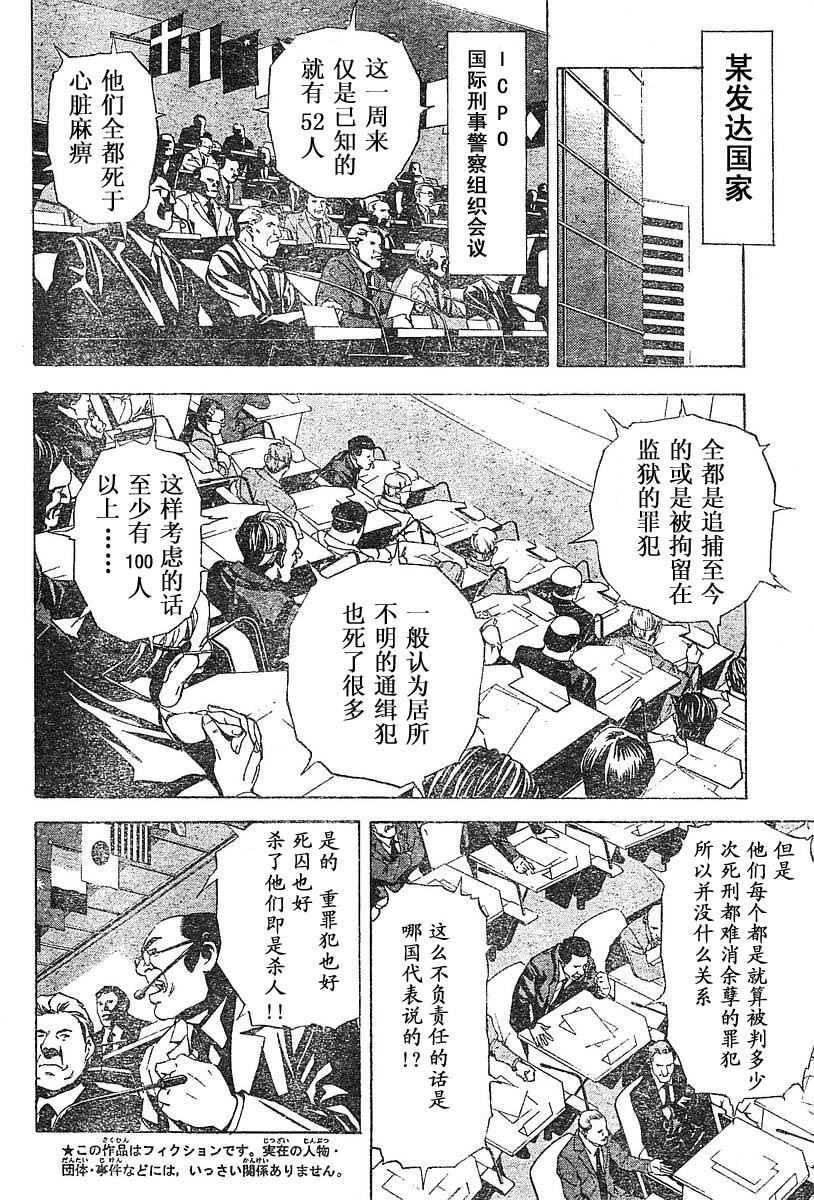 某发达国家
ICPO
国际刑事警察组织会议
这一周来
仅是已知的
就有52人
他们全都死于
心脏麻痹
全都是追捕至今
的或是被拘留在
监狱的罪犯
一般认为居所
不明的通缉犯
也死了很多
这样考虑的话
至少有100人
以上……
但是
他们每个都是就算被判多少
次死刑都难消余孽的罪犯
所以并没什么关系
这么不负责任的话是
哪国代表说的!?
是的 重罪犯也好
死囚也好
杀了他们即是杀人!!
★この作品はフィクションです。実在の人物・
団体・事件などには、いっさい関係ありません。